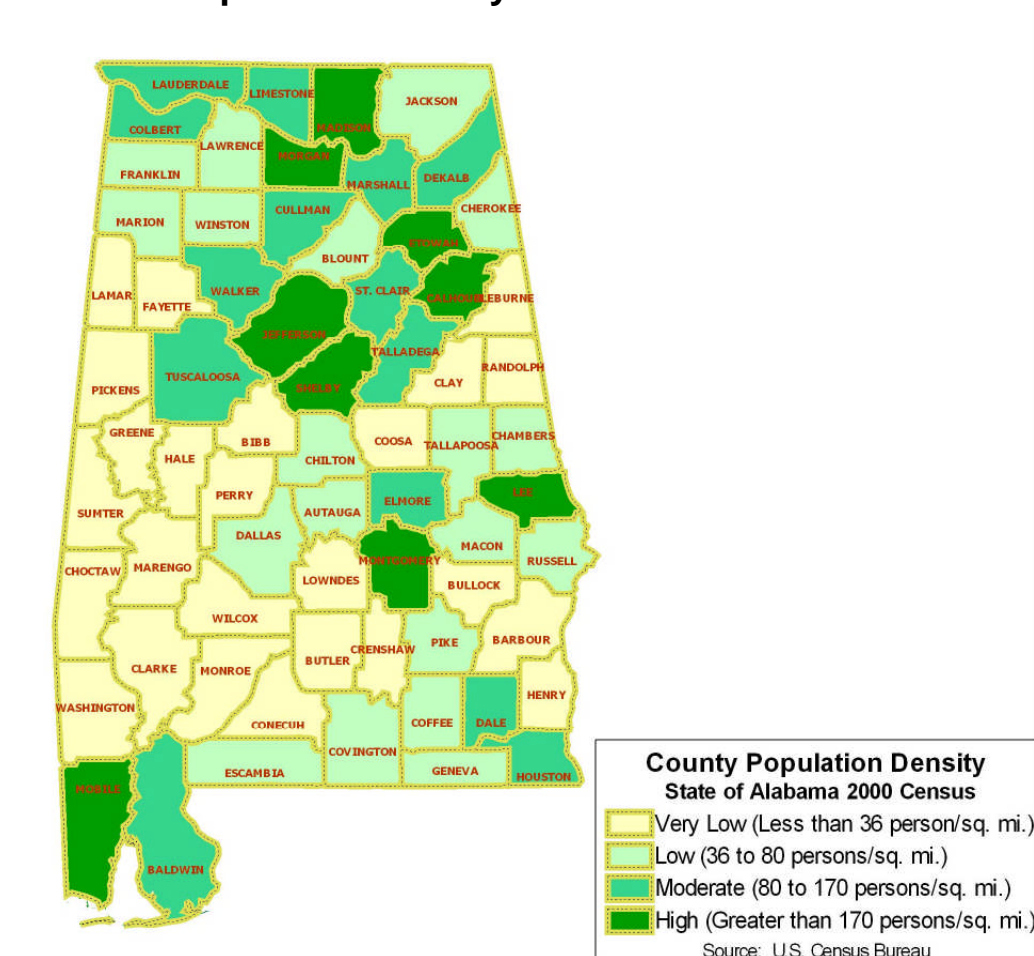 LAUDERDALE
LIMESTONE
MADISON
JACKSON
COLBERT
LAWRENCE
MORGAN
FRANKLIN
MARSHALL
DEKALB
MARION
WINSTON
CULLMAN
CHEROKEE
ETOWAH
BLOUNT
LAMAR
FAYETTE
WALKER
ST. CLAIR
CALHOUN
LEBURNE
JEFFERSON
TALLADEGA
PICKENS
TUSCALOOSA
SHELBY
CLAY
RANDOLPH
GREENE
HALE
BIBB
CHILTON
COOSA
TALLAPOOSA
CHAMBERS
SUMTER
PERRY
AUTAUGA
ELMORE
LEE
DALLAS
MACON
RUSSELL
CHOCTAW
MARENGO
LOWNDES
MONTGOMERY
BULLOCK
WILCOX
CLARKE
MONROE
BUTLER
CRENSHAW
PIKE
BARBOUR
WASHINGTON
CONECUH
COVINGTON
COFFEE
DALE
HENRY
ESCAMBIA
GENEVA
HOUSTON
MOBILE
BALDWIN
County Population Density
State of Alabama 2000 Census
Very Low (Less than 36 person/sq. mi.)
Low (36 to 80 persons/sq. mi.)
Moderate (80 to 170 persons/sq. mi.)
High (Greater than 170 persons/sq. mi.)
Source: U.S. Census Bureau